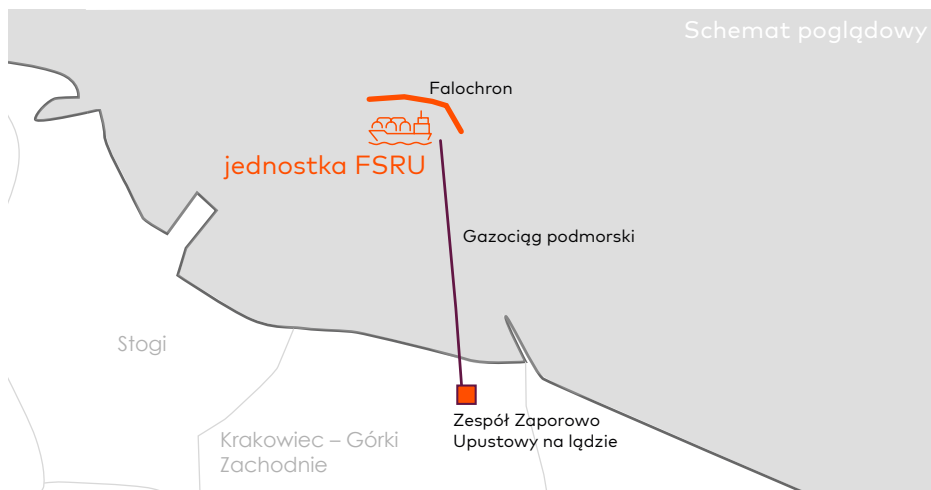 Schemat poglądowy
Falochron
jednostka FSRU
Gazociąg podmorski
Stogi
Zespół Zaporowo
Upustowy na lądzie
Krakowiec – Górki
Zachodnie